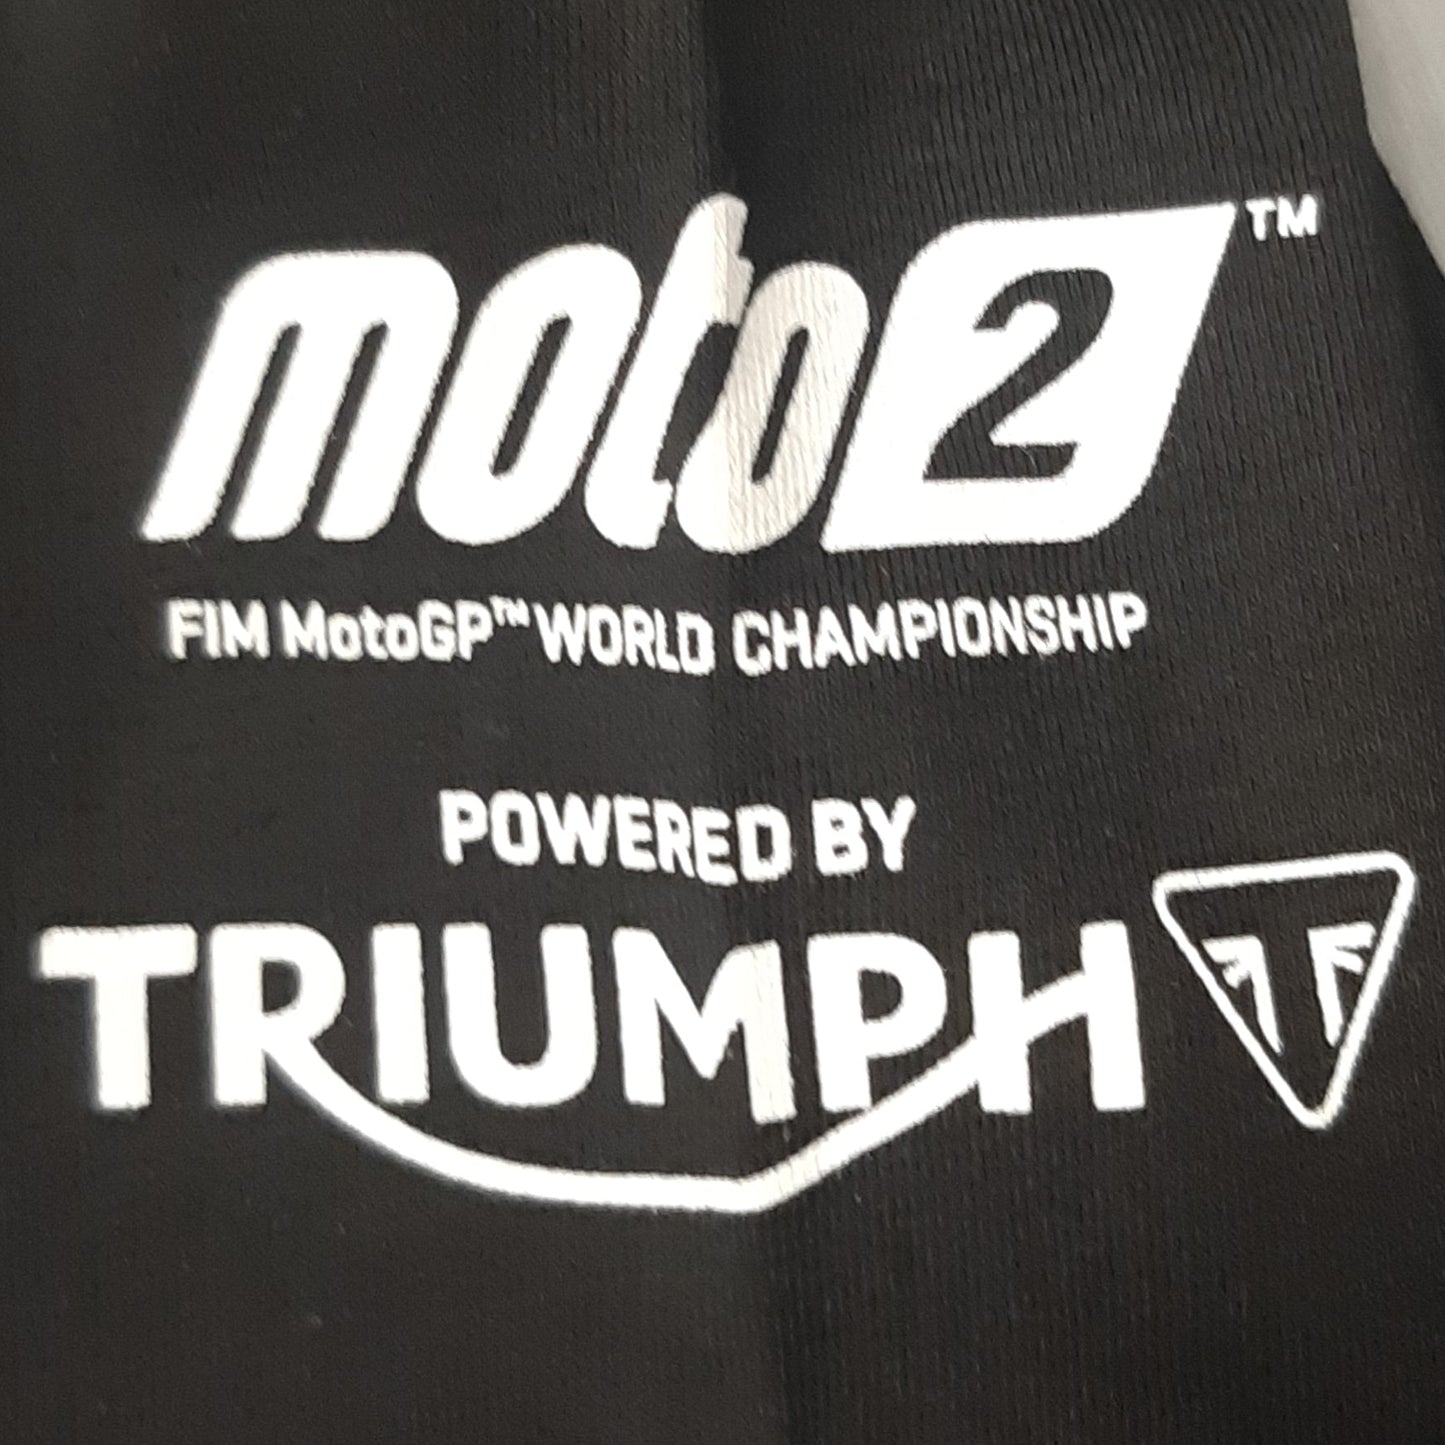 moto2™
FIM MotoGP™ WORLD CHAMPIONSHIP
POWERED BY
TRIUMPH